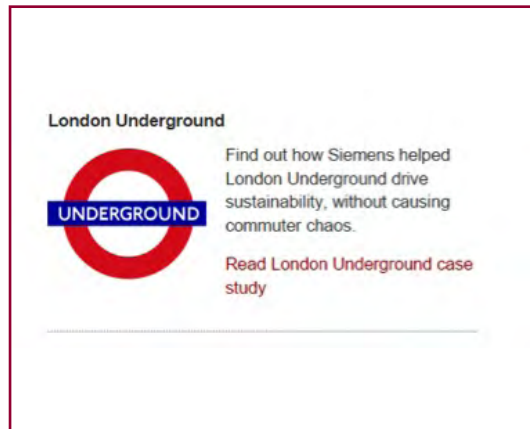 London Underground
UNDERGROUND
Find out how Siemens helped
London Underground drive
sustainability, without causing
commuter chaos.
Read London Underground case
study